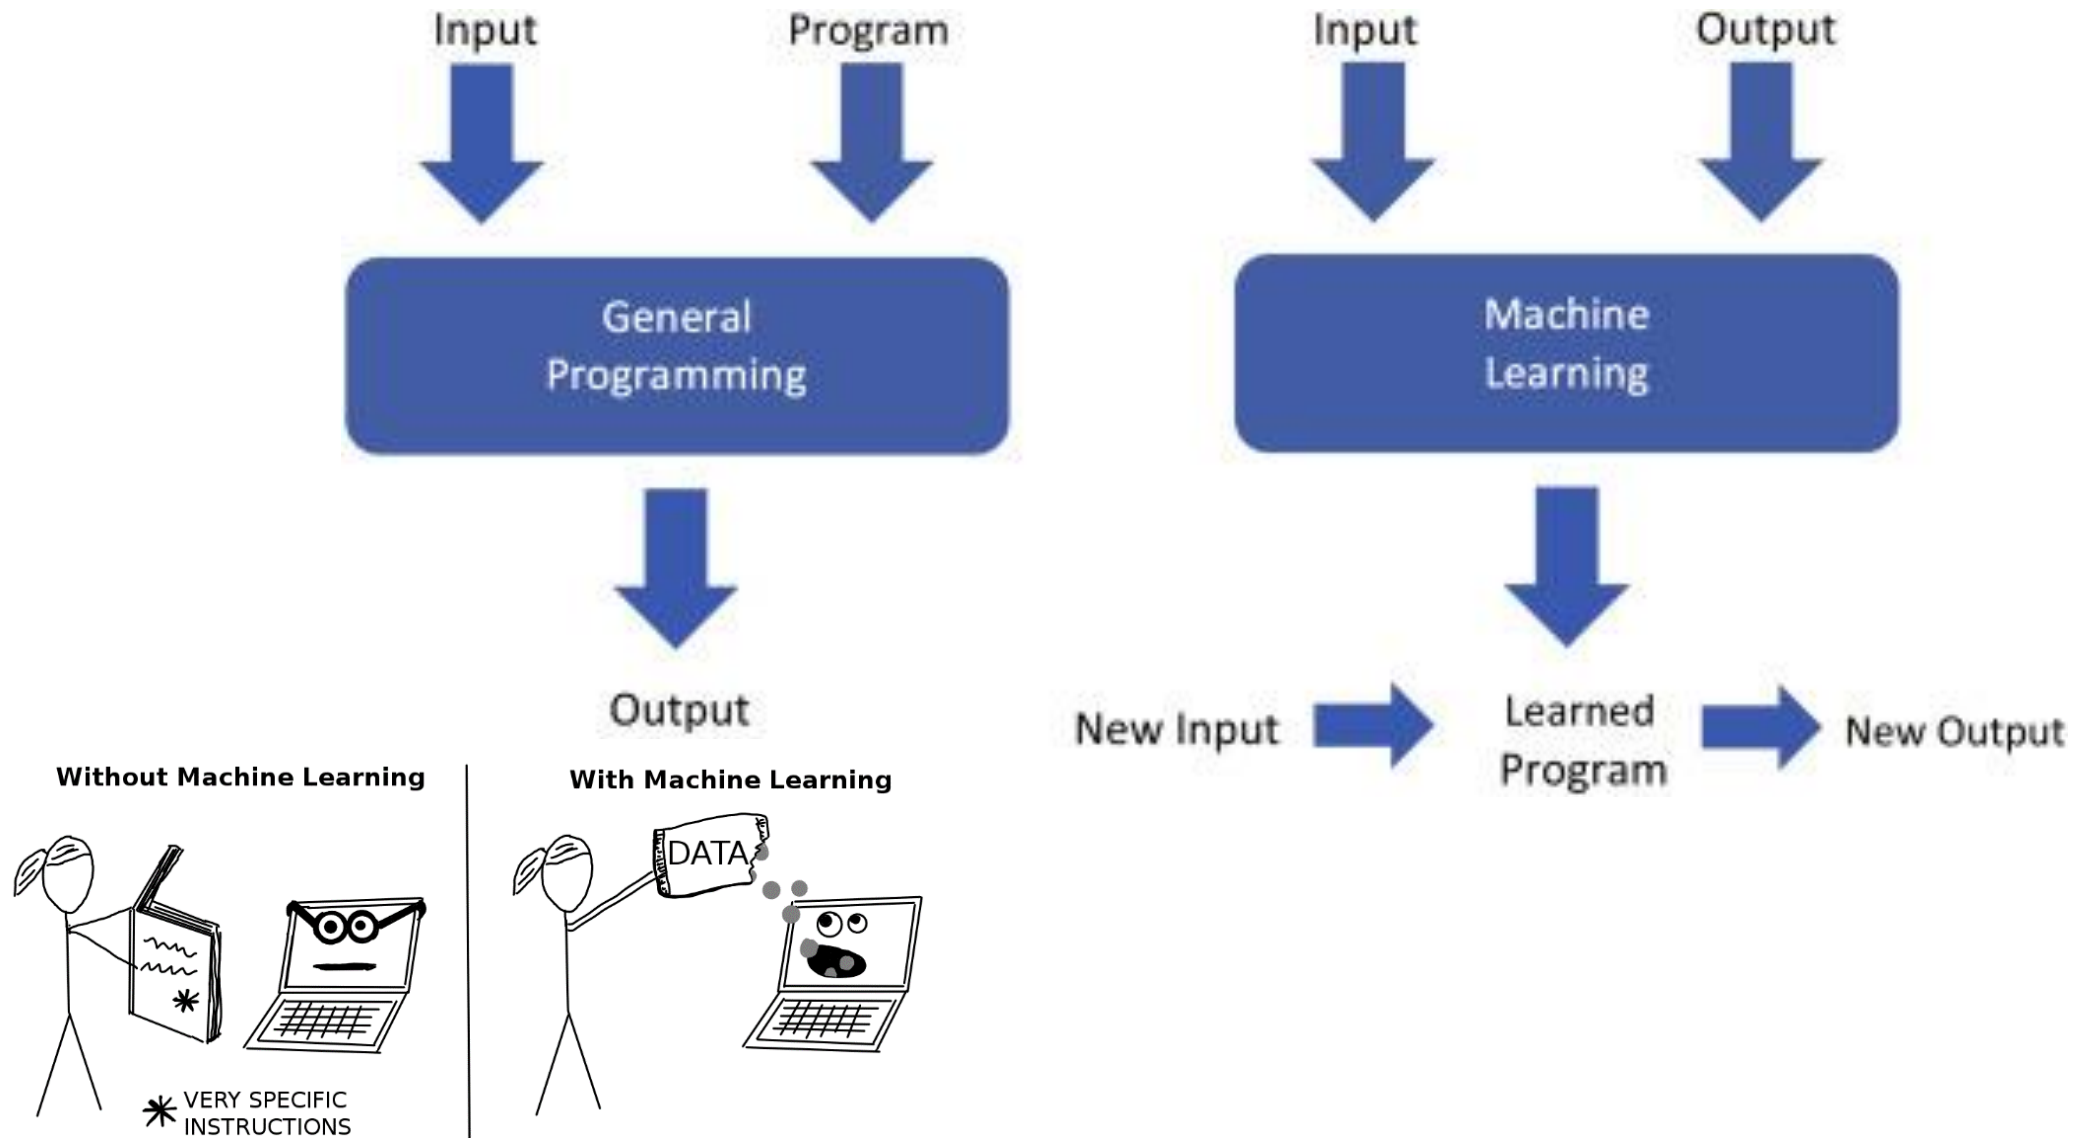 Input
Program
General
Programming
Output
Input
Output
Machine
Learning
New Input
Learned
Program
New Output
Without Machine Learning
VERY SPECIFIC
INSTRUCTIONS
With Machine Learning
DATA